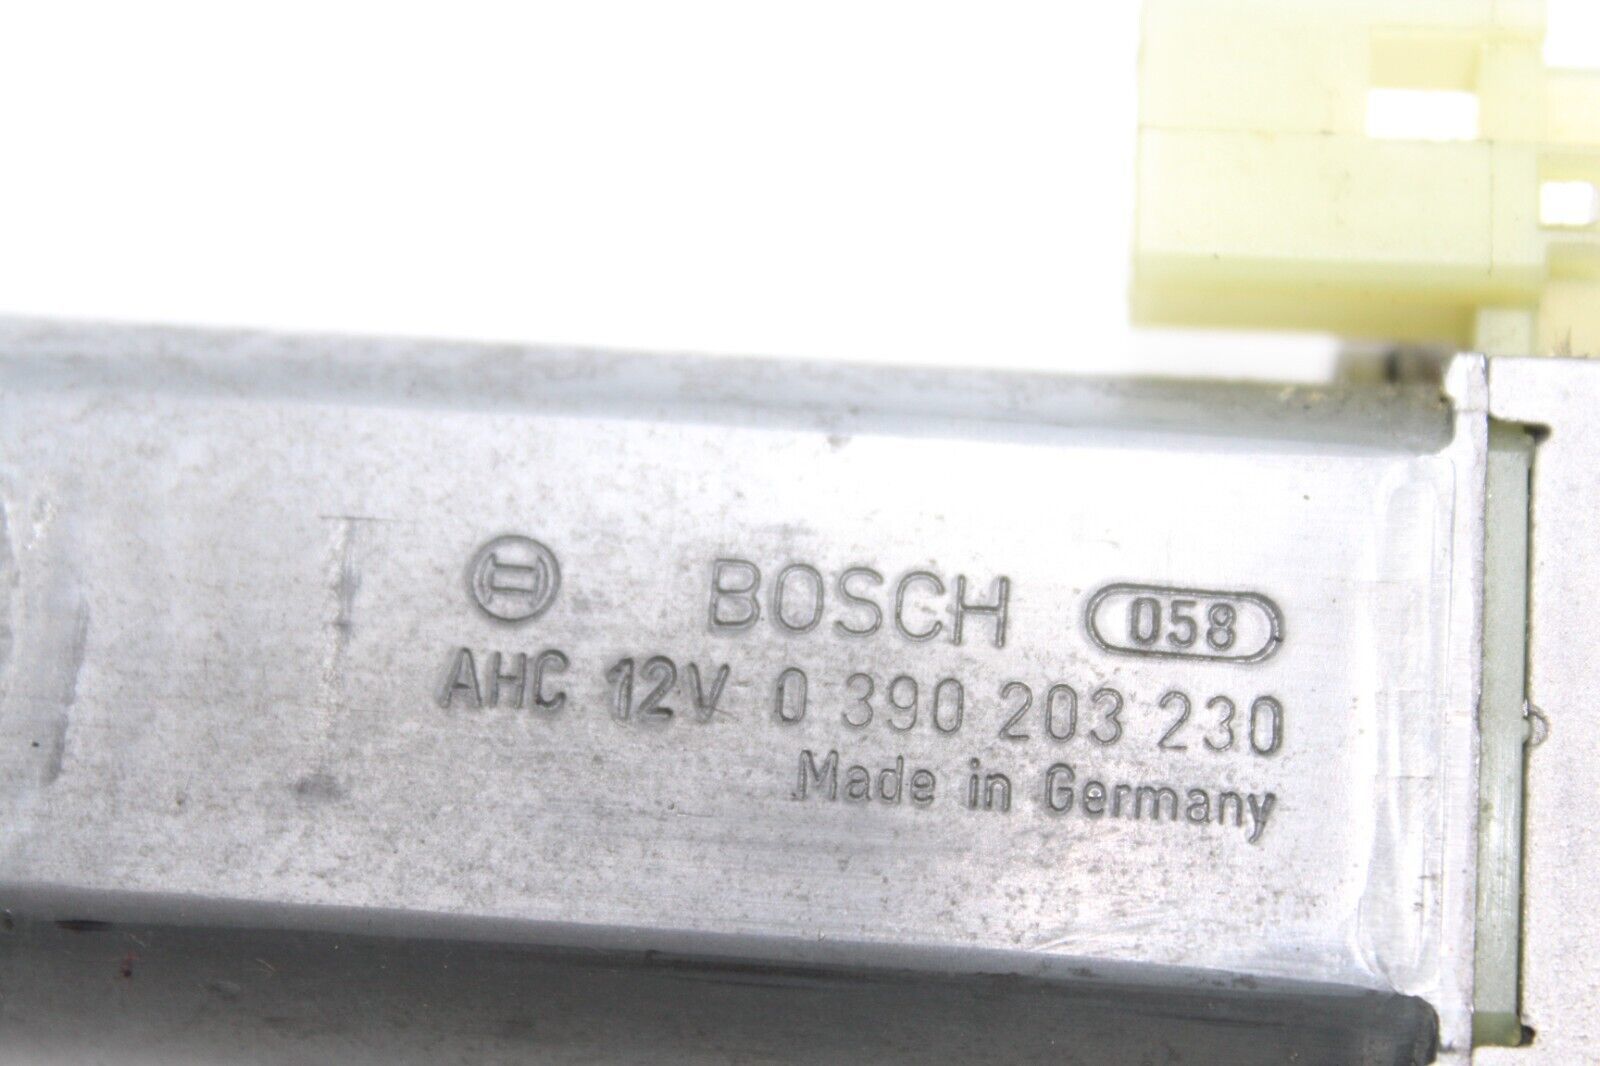 BOSCH 058
AHC 12V 0 390 203 230
Made in Germany